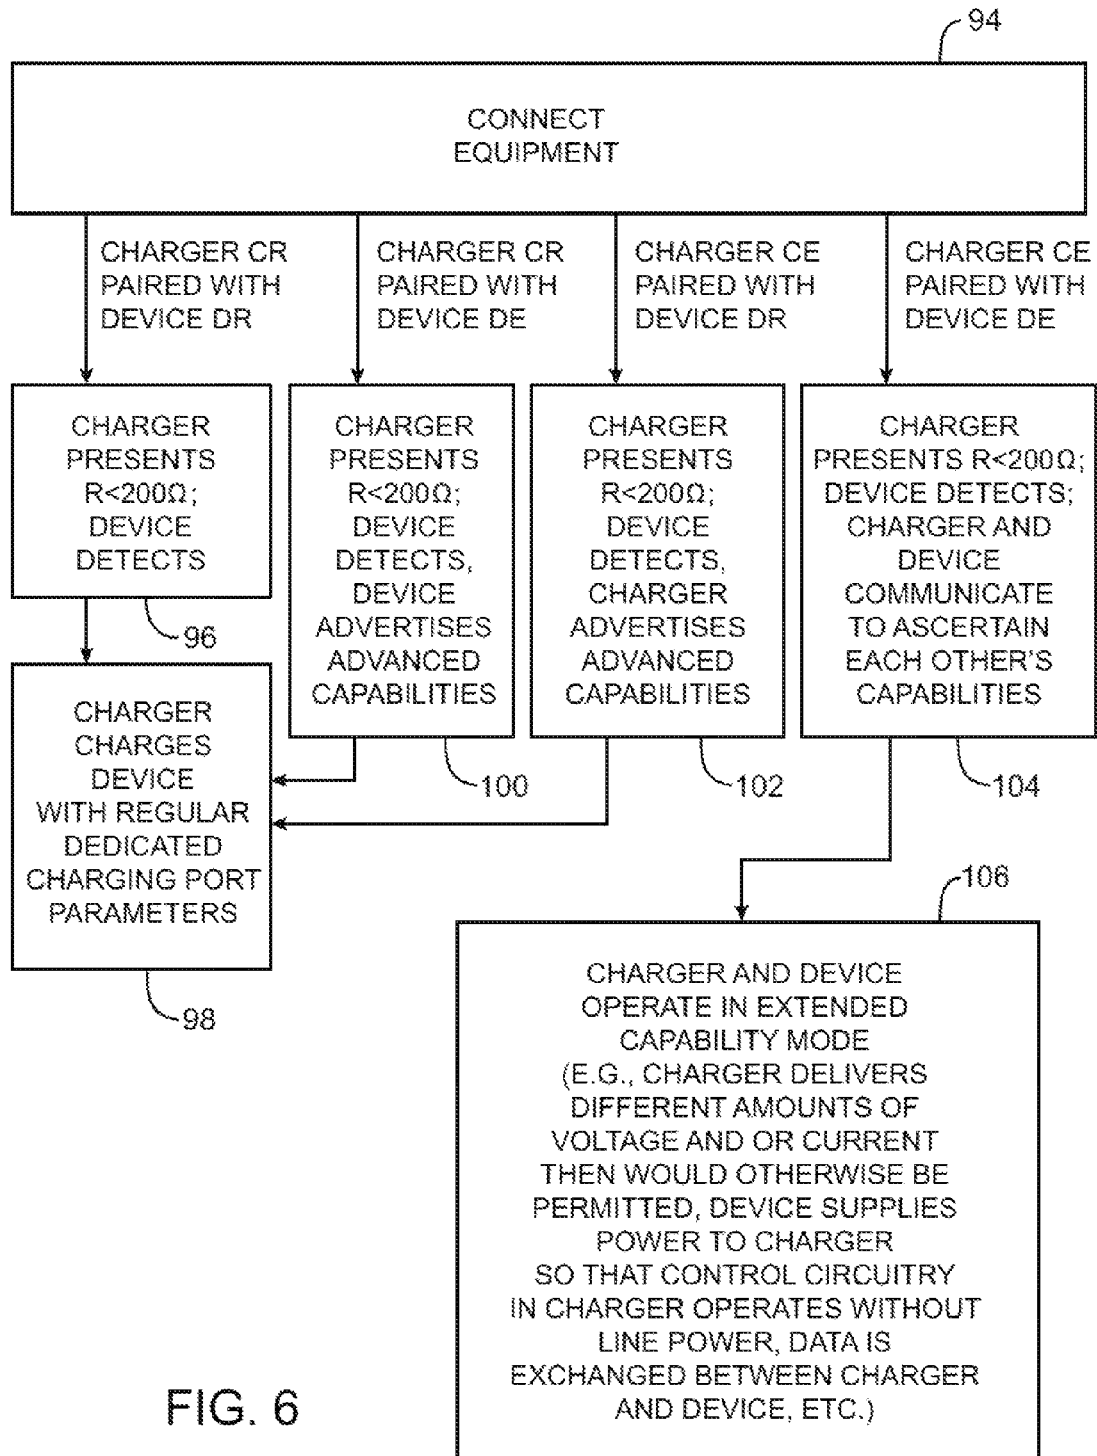 94
CONNECT
EQUIPMENT
CHARGER CR
PAIRED WITH
DEVICE DR
CHARGER CR
PAIRED WITH
DEVICE DE
CHARGER CE
PAIRED WITH
DEVICE DR
CHARGER CE
PAIRED WITH
DEVICE DE
CHARGER
PRESENTS
R<200Ω;
DEVICE
DETECTS
96
CHARGER
PRESENTS
R<200Ω;
DEVICE
DETECTS,
DEVICE
ADVERTISES
ADVANCED
CAPABILITIES
100
CHARGER
PRESENTS
R<200Ω;
DEVICE
DETECTS,
CHARGER
ADVERTISES
ADVANCED
CAPABILITIES
102
CHARGER
PRESENTS R<200Ω;
DEVICE DETECTS;
CHARGER AND
DEVICE
COMMUNICATE
TO ASCERTAIN
EACH OTHER'S
CAPABILITIES
104
CHARGER
CHARGES
DEVICE
WITH REGULAR
DEDICATED
CHARGING PORT
PARAMETERS
98
106
CHARGER AND DEVICE
OPERATE IN EXTENDED
CAPABILITY MODE
(E.G., CHARGER DELIVERS
DIFFERENT AMOUNTS OF
VOLTAGE AND OR CURRENT
THEN WOULD OTHERWISE BE
PERMITTED, DEVICE SUPPLIES
POWER TO CHARGER
SO THAT CONTROL CIRCUITRY
IN CHARGER OPERATES WITHOUT
LINE POWER, DATA IS
EXCHANGED BETWEEN CHARGER
AND DEVICE, ETC.)
FIG. 6